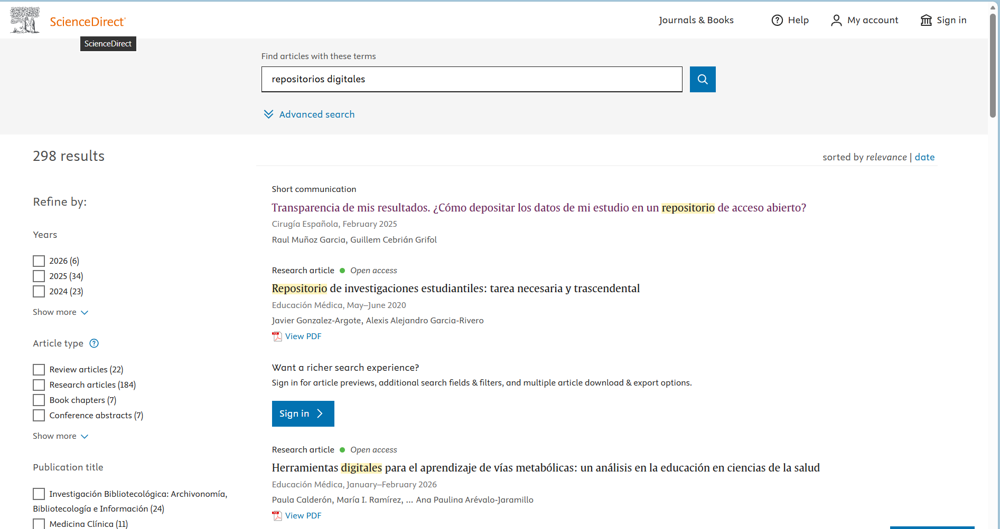 ScienceDirect
Journals & Books
Help
My account
Sign in
ScienceDirect
Find articles with these terms
repositorios digitales
Advanced search
298 results
sorted by relevance | date
Refine by:
Years
2026 (6)
2025 (34)
2024 (23)
Show more
Article type
Review articles (22)
Research articles (184)
Book chapters (7)
Conference abstracts (7)
Show more
Publication title
Investigación Bibliotecológica: Archivonomía,
Bibliotecología e Información (24)
Medicina Clínica (11)
Short communication
Transparencia de mis resultados. ¿Cómo depositar los datos de mi estudio en un repositorio de acceso abierto?
Cirugía Española, February 2025
Raul Muñoz Garcia, Guillem Cebrián Grifol
Research article Open access
Repositorio de investigaciones estudiantiles: tarea necesaria y trascendental
Educación Médica, May–June 2020
Javier Gonzalez-Argote, Alexis Alejandro Garcia-Rivero
View PDF
Want a richer search experience?
Sign in for article previews, additional search fields & filters, and multiple article download & export options.
Sign in
Research article Open access
Herramientas digitales para el aprendizaje de vías metabólicas: un análisis en la educación en ciencias de la salud
Educación Médica, January–February 2026
Paula Calderón, María I. Ramírez, ... Ana Paulina Arévalo-Jaramillo
View PDF